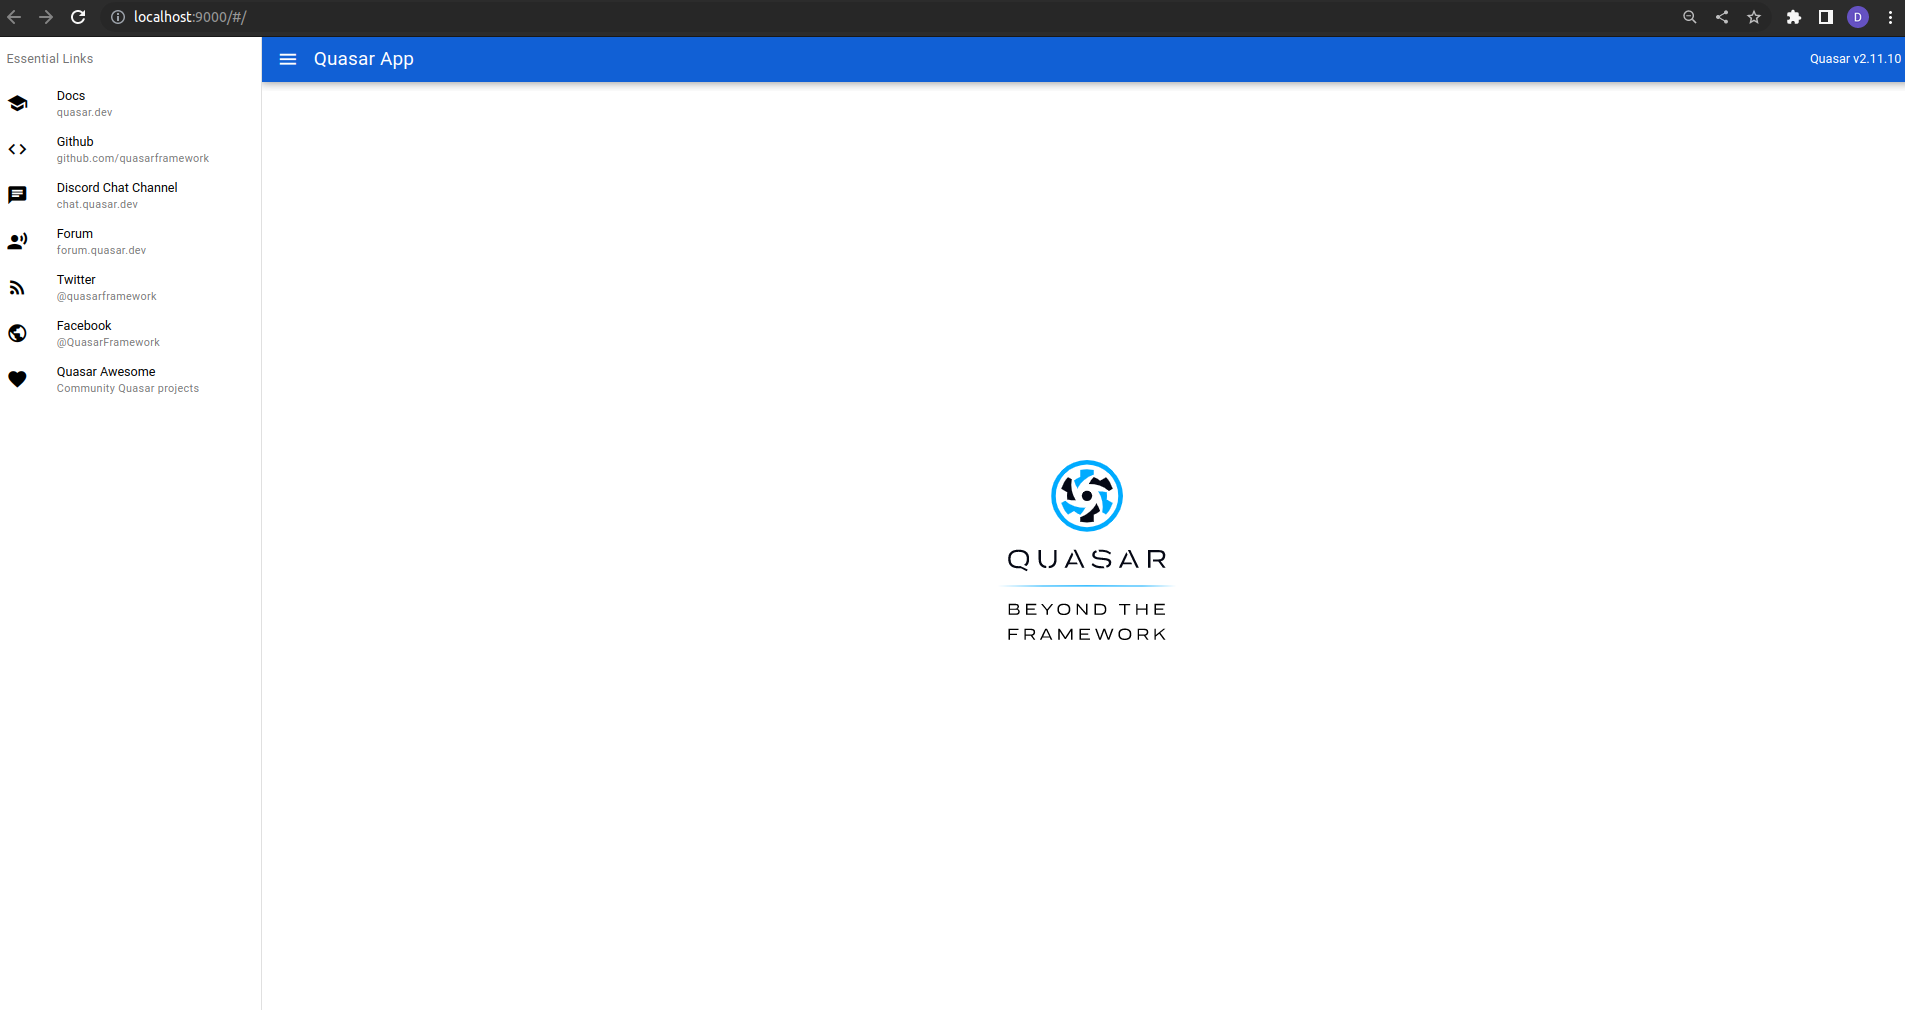 localhost:9000/#/
D
Essential Links
Quasar App
Quasar v2.11.10
Docs
quasar.dev
Github
github.com/quasarframework
Discord Chat Channel
chat.quasar.dev
Forum
forum.quasar.dev
Twitter
@quasarframework
Facebook
@QuasarFramework
Quasar Awesome
Community Quasar projects
QUASAR
BEYOND THE
FRAMEWORK